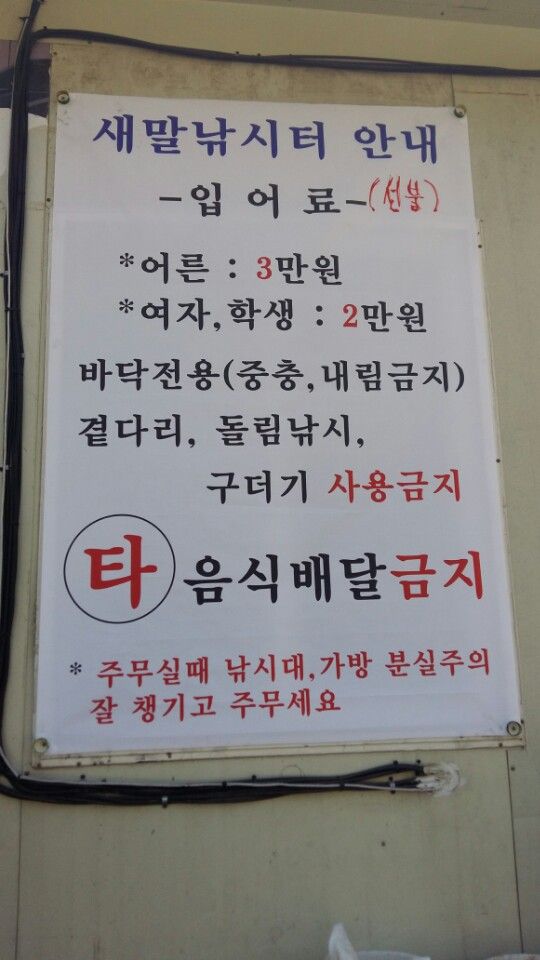 새말낚시터 안내
-입 어 료-(선불)
*어른 : 3만원
*여자,학생 : 2만원
바닥전용(중층,내림금지)
곁다리, 돌림낚시,
구더기 사용금지
타 음식배달금지
* 주무실때 낚시대,가방 분실주의
잘 챙기고 주무세요